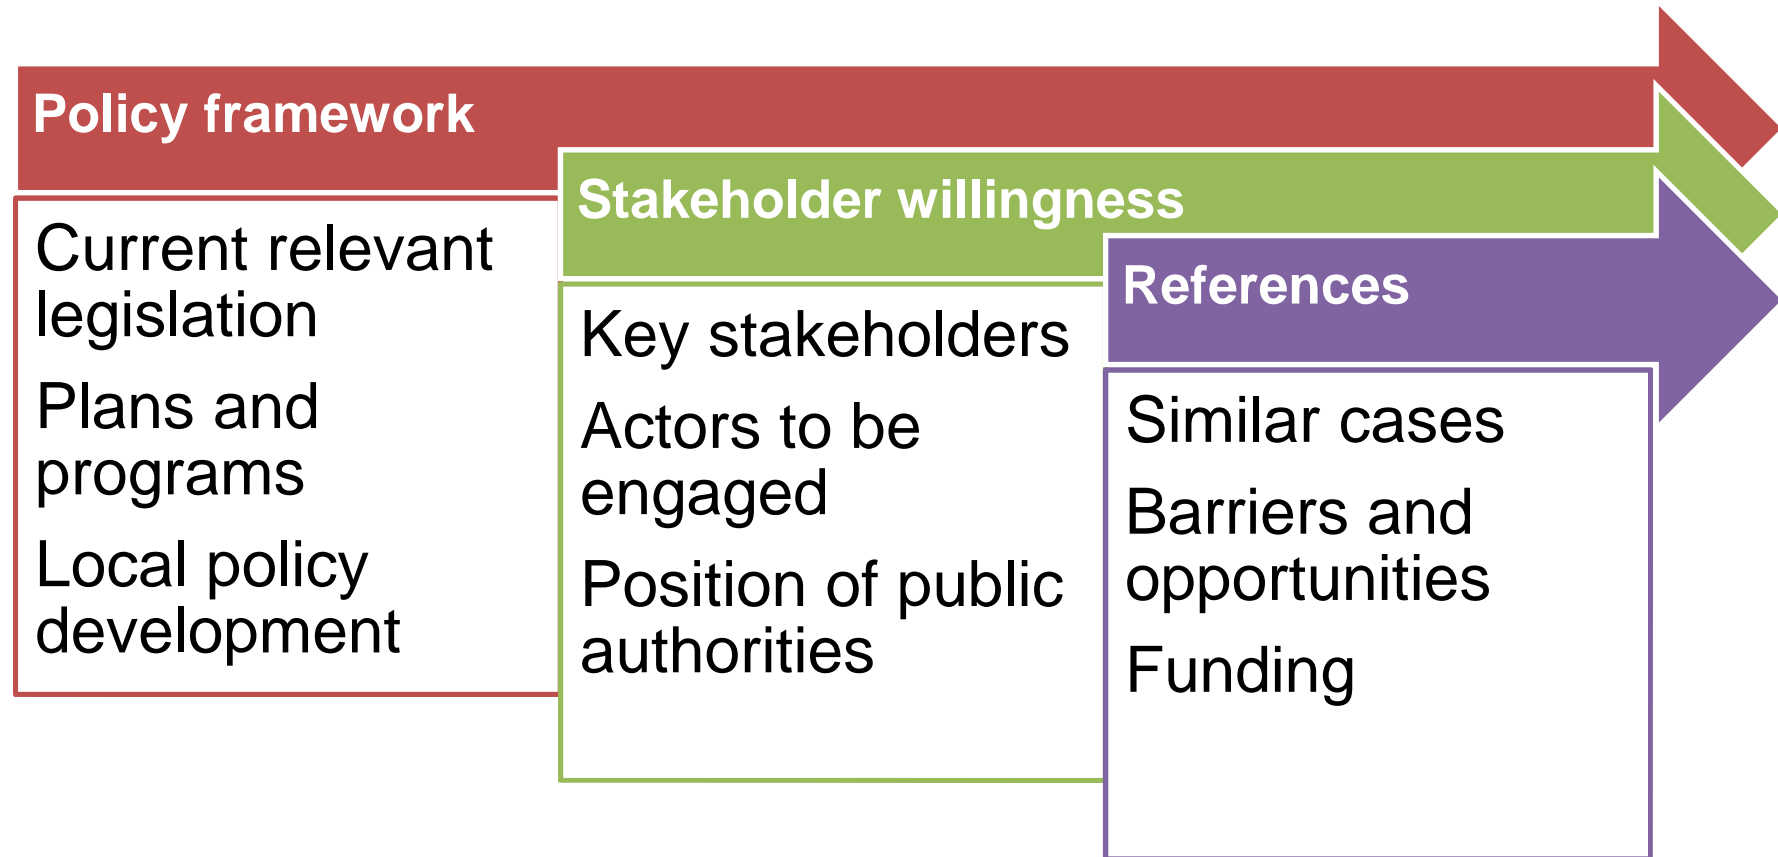 Policy framework
Current relevant
legislation
Plans and
programs
Local policy
development
Stakeholder willingness
Key stakeholders
Actors to be
engaged
Position of public
authorities
References
Similar cases
Barriers and
opportunities
Funding